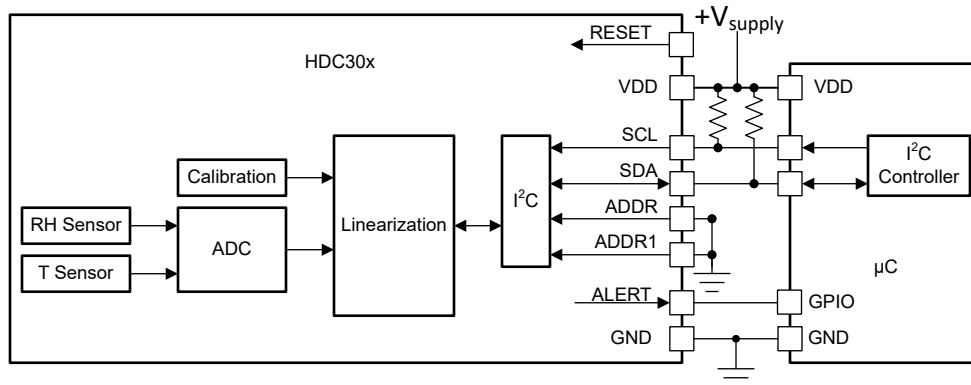 +Vsupply
RESET
HDC30x
VDD
VDD
SCL
I²C
Controller
Calibration
SDA
I²C
RH Sensor
ADC
Linearization
ADDR
T Sensor
ADDR1
µC
ALERT
GPIO
GND
GND